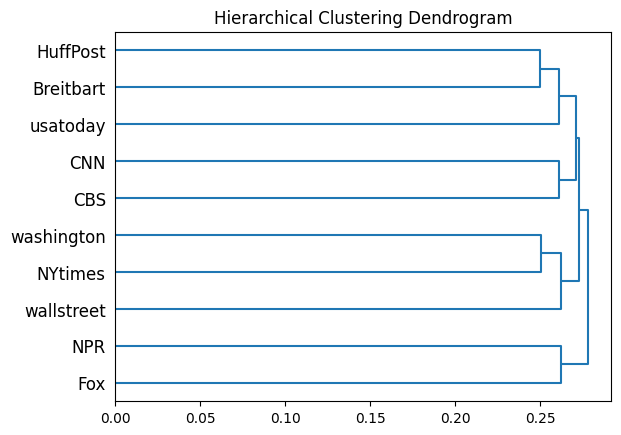 Hierarchical Clustering Dendrogram
HuffPost
Breitbart
usatoday
CNN
CBS
washington
NYtimes
wallstreet
NPR
Fox
0.00 0.05 0.10 0.15 0.20 0.25